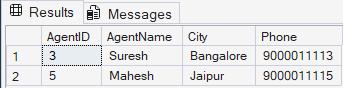 Results Messages
AgentID AgentName City Phone
1 3 Suresh Bangalore 9000011113
2 5 Mahesh Jaipur 9000011115